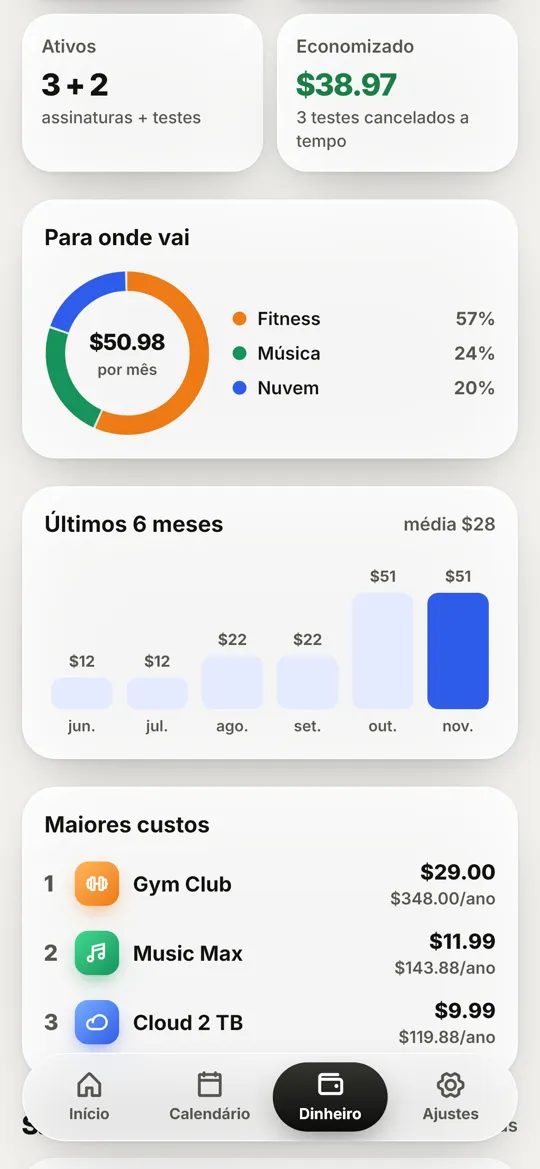 Ativos
3 + 2
assinaturas + testes
Economizado
$38.97
3 testes cancelados a
tempo
Para onde vai
$50.98
por mês
Fitness 57%
Música 24%
Nuvem 20%
Últimos 6 meses média $28
$12 $12 $22 $22 $51 $51
jun. jul. ago. set. out. nov.
Maiores custos
1 Gym Club $29.00
$348.00/ano
2 Music Max $11.99
$143.88/ano
3 Cloud 2 TB $9.99
$119.88/ano
Início Calendário Dinheiro Ajustes